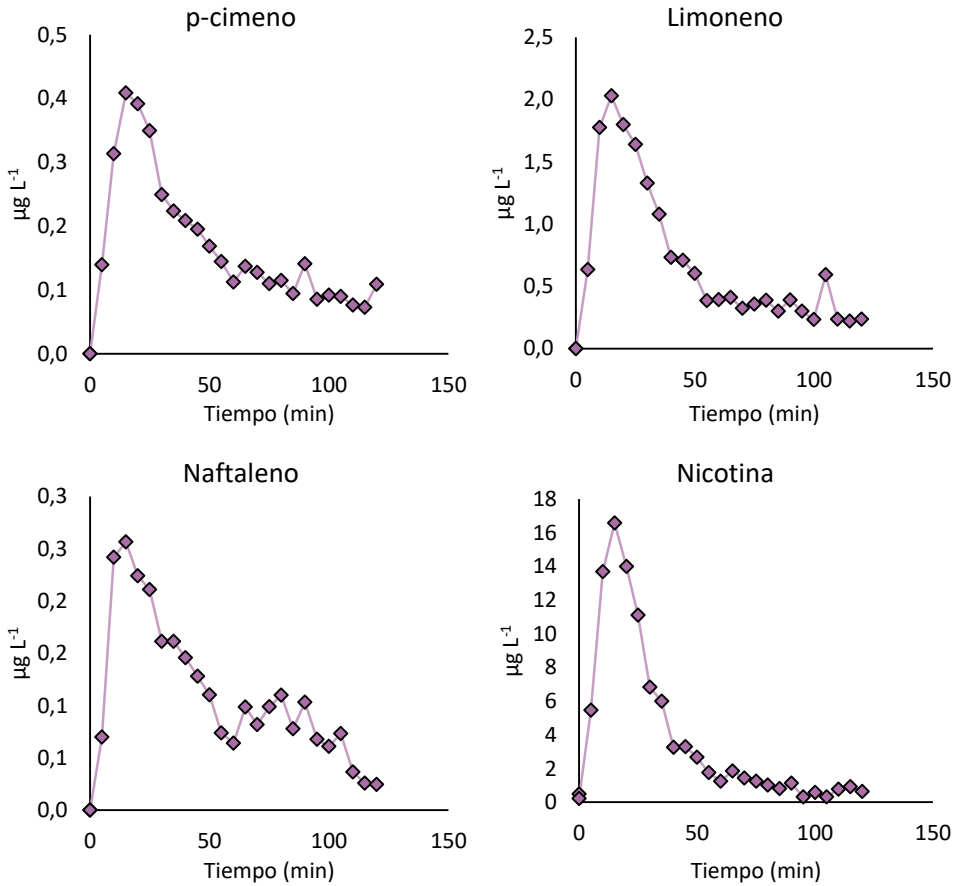 p-cimeno
0,5
0,4
0,3
0,2
0,1
0,0
µg L⁻¹
0 50 100 150
Tiempo (min)
Limoneno
2,5
2,0
1,5
1,0
0,5
0,0
µg L⁻¹
0 50 100 150
Tiempo (min)
Naftaleno
0,3
0,3
0,2
0,2
0,1
0,1
0,0
µg L⁻¹
0 50 100 150
Tiempo (min)
Nicotina
18
16
14
12
10
8
6
4
2
0
µg L⁻¹
0 50 100 150
Tiempo (min)